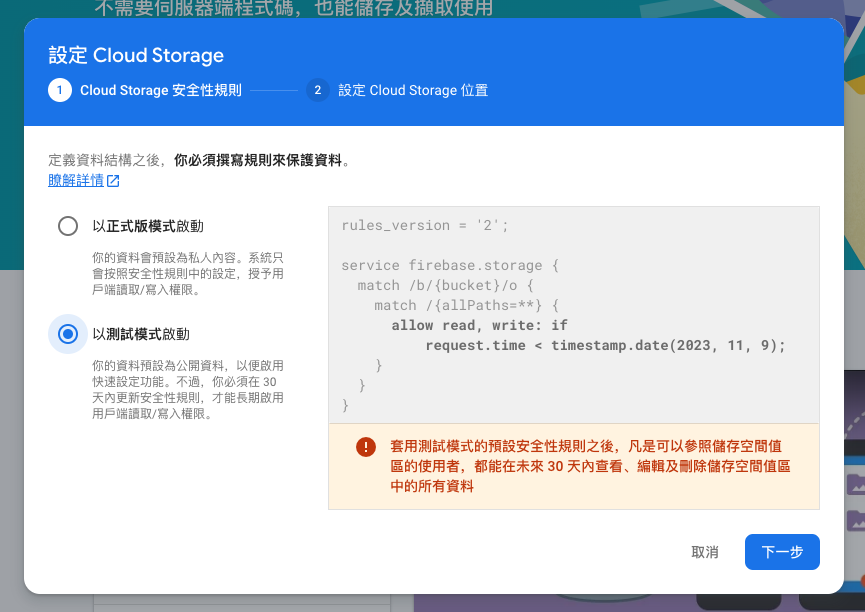 不需要伺服器端程式碼，也能儲存及擷取使用
設定 Cloud Storage
1 Cloud Storage 安全性規則 2 設定 Cloud Storage 位置
定義資料結構之後，你必須撰寫規則來保護資料。
瞭解詳情
以正式版模式啟動
你的資料會預設為私人內容。系統只
會按照安全性規則中的設定，授予用
戶端讀取/寫入權限。
以測試模式啟動
你的資料預設為公開資料，以便啟用
快速設定功能。不過，你必須在 30
天內更新安全性規則，才能長期啟用
用戶端讀取/寫入權限。
rules_version = '2';
service firebase.storage {
match /b/{bucket}/o {
match /{allPaths=**} {
allow read, write: if
request.time < timestamp.date(2023, 11, 9);
}
}
}
套用測試模式的預設安全性規則之後，凡是可以參照儲存空間值
區的使用者，都能在未來 30 天內查看、編輯及刪除儲存空間值區
中的所有資料
取消 下一步